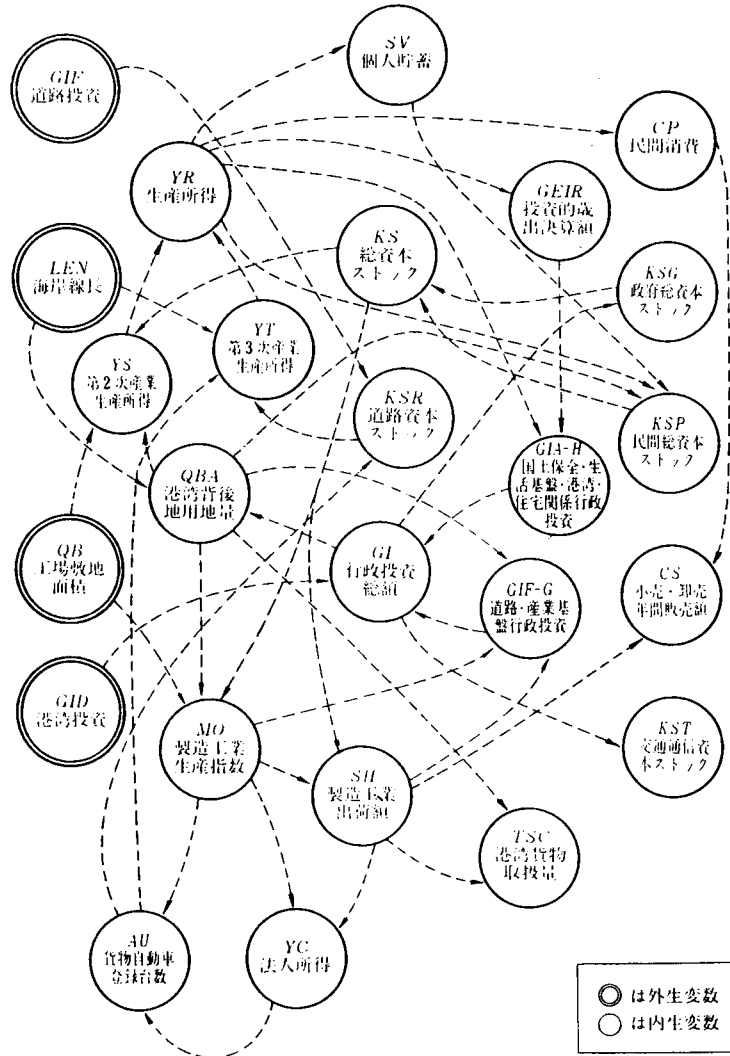 GIF
道路投資
SV
個人貯蓄
CP
民間消費
YR
生産所得
GEIR
投資的歳
出決算額
LEN
海岸線長
KS
総資本
ストック
KSG
政府総資本
ストック
YT
第3次産業
生産所得
YS
第2次産業
生産所得
KSR
道路資本
ストック
KSP
民間総資本
ストック
GIA-H
国土保全・生
活基盤・港湾・
住宅関係行政
投資
QBA
港湾背後
地用地量
QB
工場敷地
面積
GI
行政投資
総額
GIF-G
道路・産業基
盤行政投資
CS
小売・卸売
年間販売額
GID
港湾投資
MO
製造工業
生産指数
SH
製造工業
出荷額
KST
交通通信資
本ストック
TSC
港湾貨物
取扱量
AU
貨物自動車
登録台数
YC
法人所得
は外生変数
は内生変数